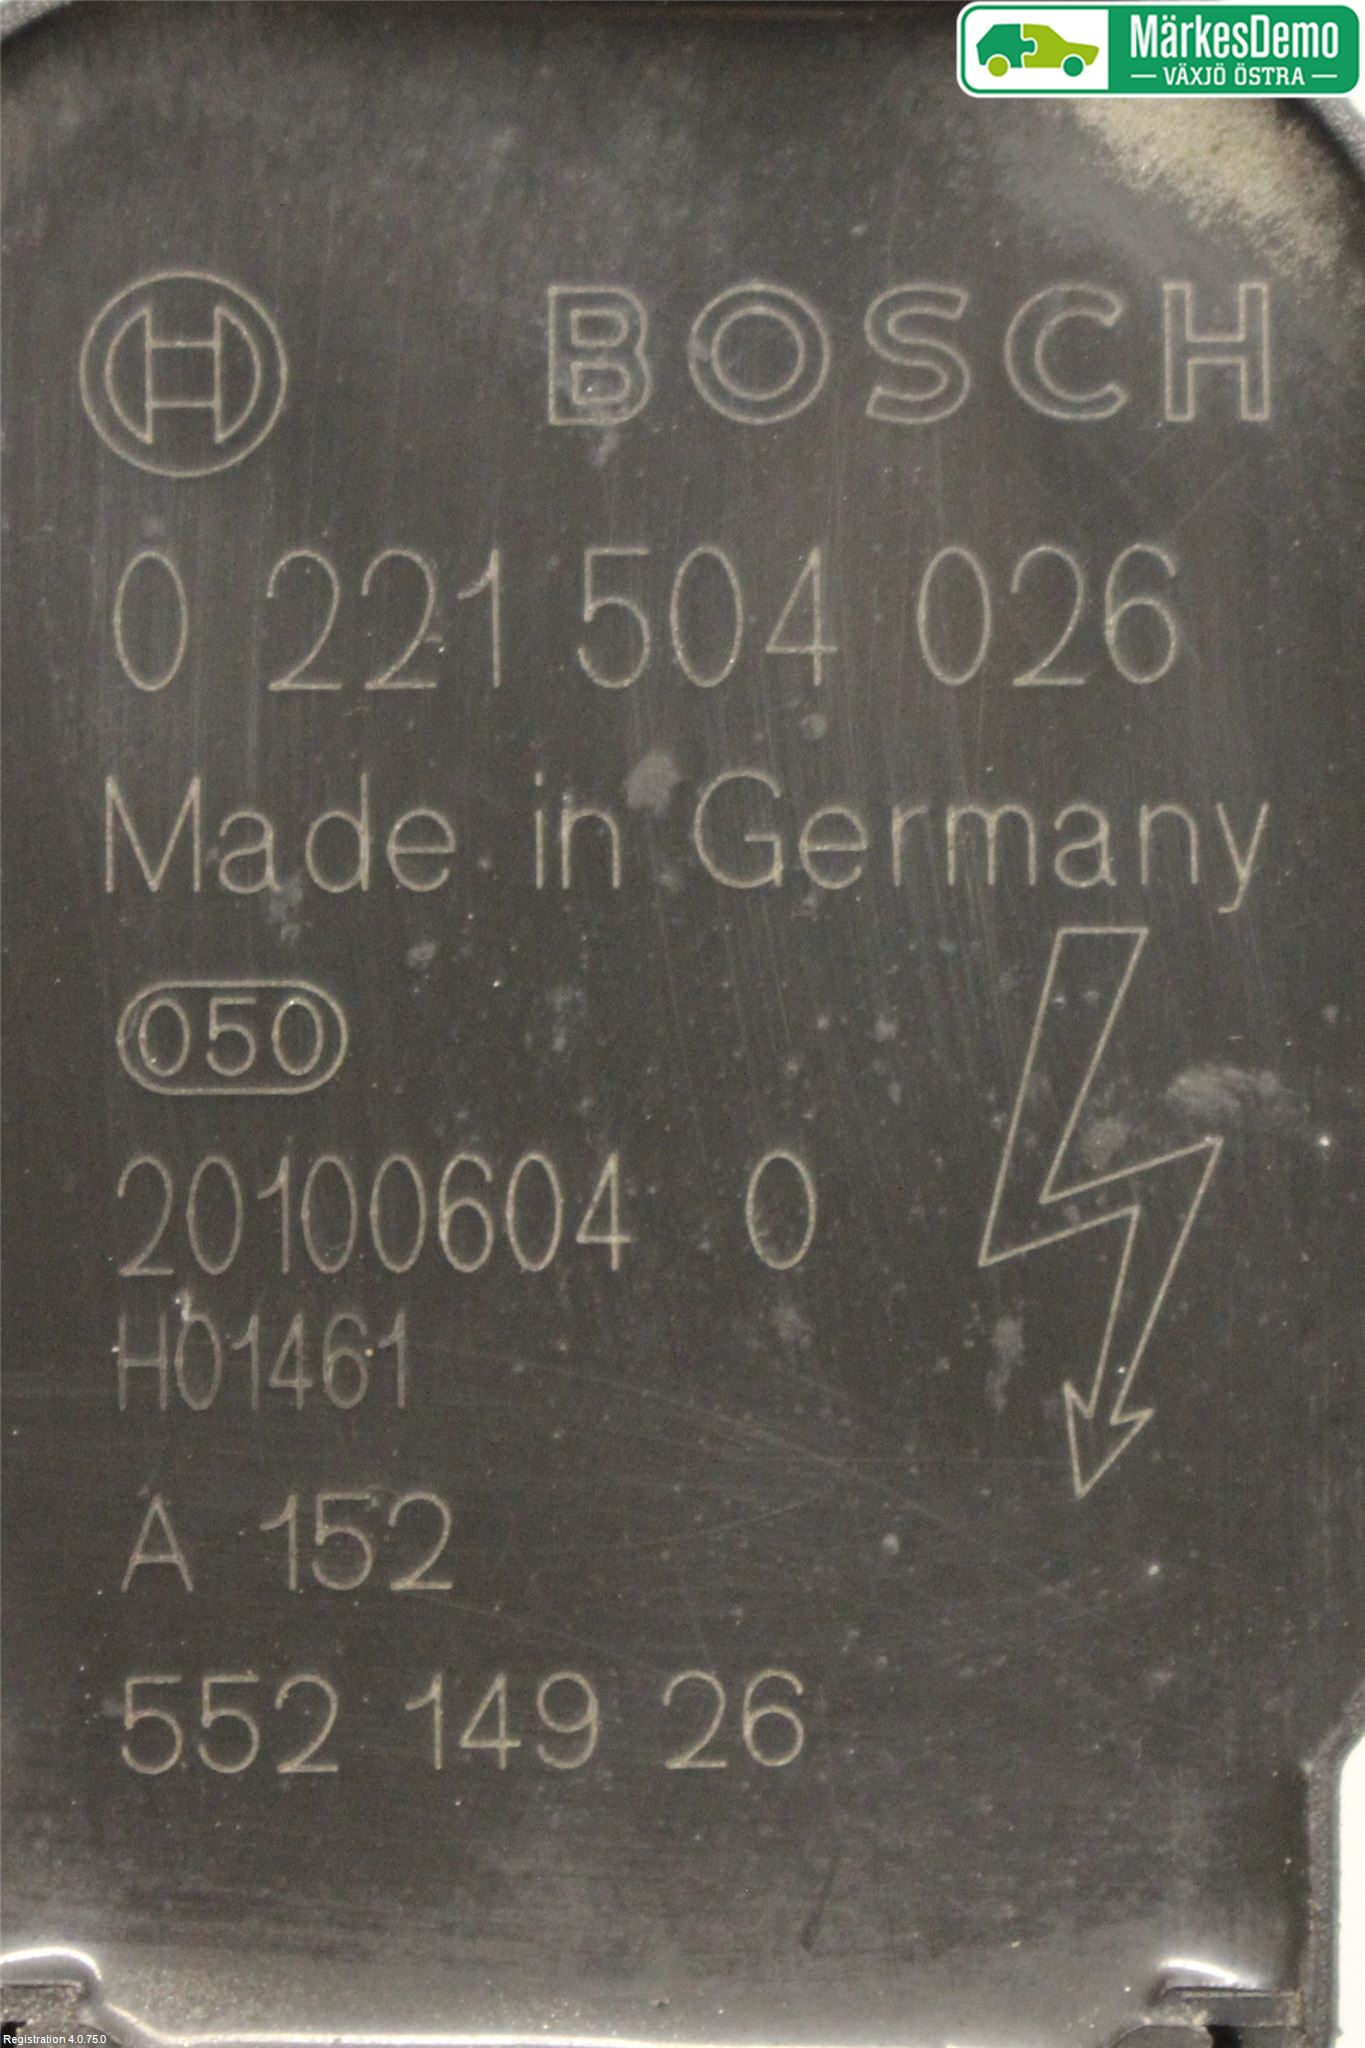 MärkesDemo
VÄXJÖ ÖSTRA
H BOSCH
0 221 504 026
Made in Germany
050
20100604 0
H01461
A 152
552 149 26
Registration 4.0.75.0